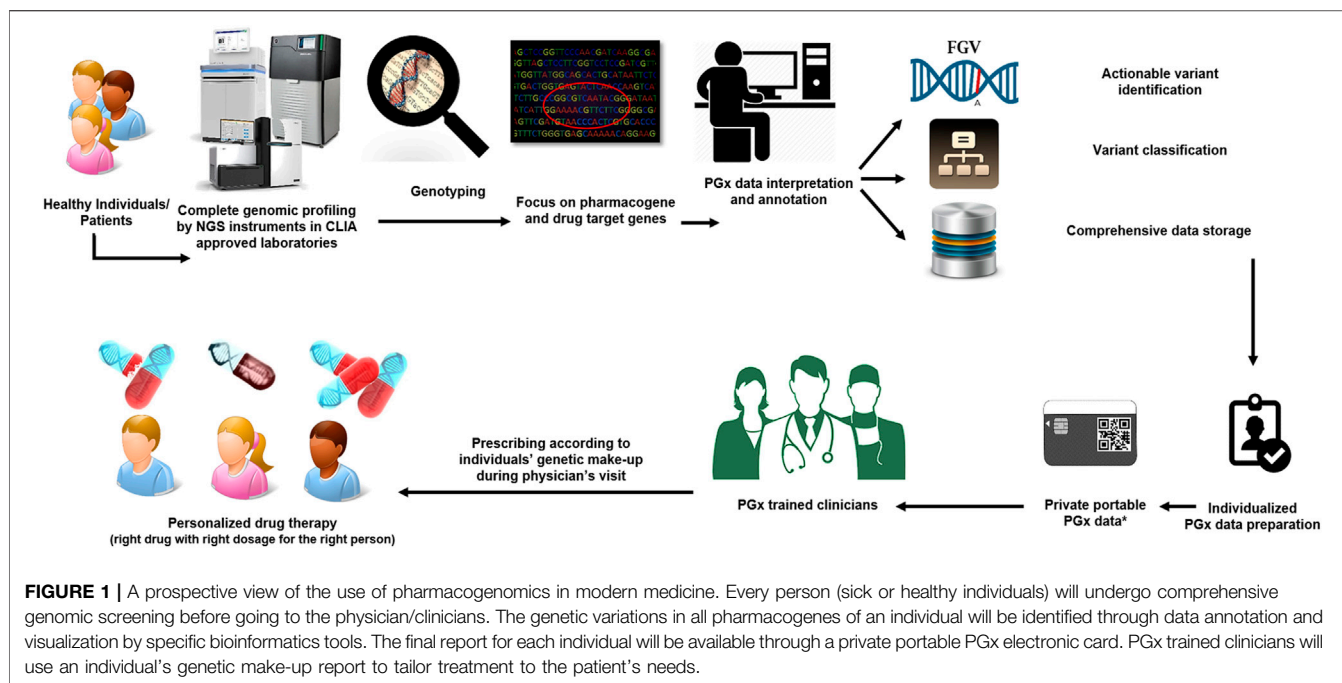 FGV
Actionable variant
identification
Variant classification
Comprehensive data storage
Healthy Individuals/
Patients
Complete genomic profiling
by NGS instruments in CLIA
approved laboratories
Genotyping
Focus on pharmacogene
and drug target genes
PGx data interpretation
and annotation
Individualized
PGx data preparation
Private portable
PGx data*
PGx trained clinicians
Prescribing according to
individuals' genetic make-up
during physician's visit
Personalized drug therapy
(right drug with right dosage for the right person)
FIGURE 1 | A prospective view of the use of pharmacogenomics in modern medicine. Every person (sick or healthy individuals) will undergo comprehensive
genomic screening before going to the physician/clinicians. The genetic variations in all pharmacogenes of an individual will be identified through data annotation and
visualization by specific bioinformatics tools. The final report for each individual will be available through a private portable PGx electronic card. PGx trained clinicians will
use an individual's genetic make-up report to tailor treatment to the patient's needs.